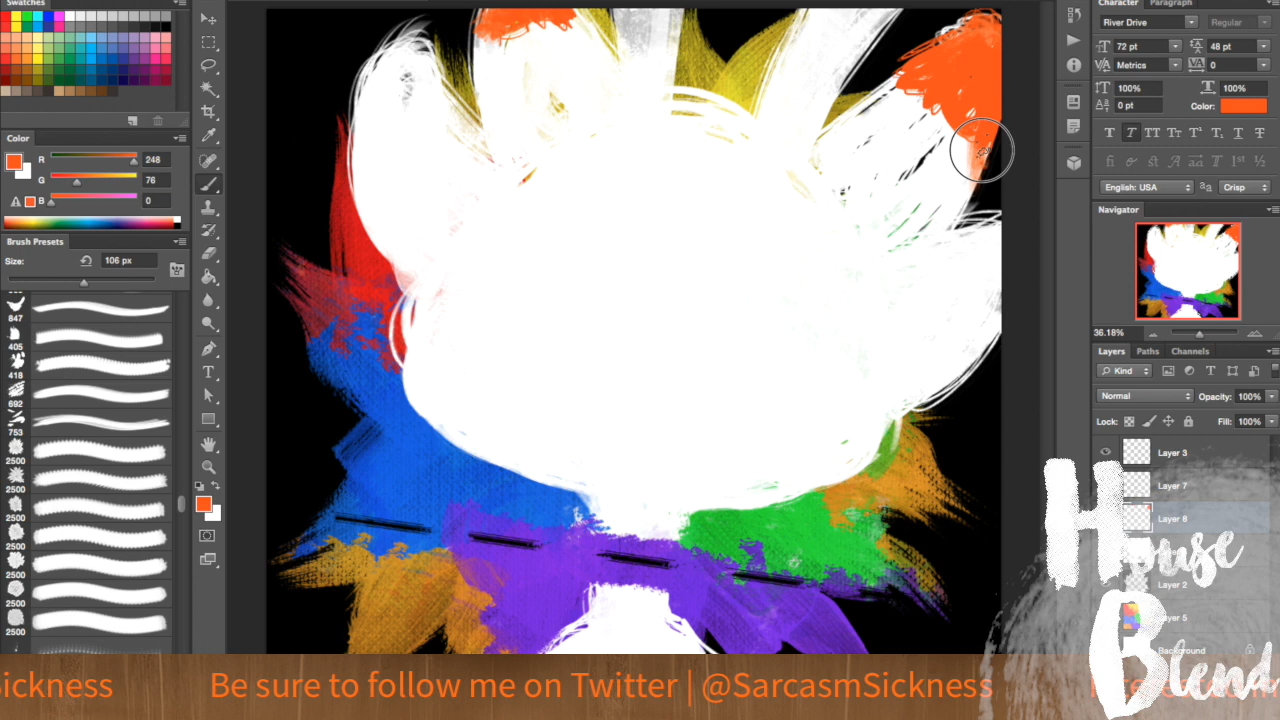 Swatches
Color
R 248
G 76
B 0
Brush Presets
Size: 106 px
847
405
418
692
753
2500
2500
2500
2500
2500
2500
2500
Character Paragraph
River Drive Regular
72 pt 48 pt
Metrics 0
100% 100%
0 pt Color:
English: USA Crisp
Navigator
36.18%
Layers Paths Channels
Kind
Normal Opacity: 100%
Lock: Fill: 100%
Layer 3
Layer 7
Layer 6
Layer 2
Layer 5
Background
House
Blend
Sickness Be sure to follow me on Twitter | @SarcasmSickness